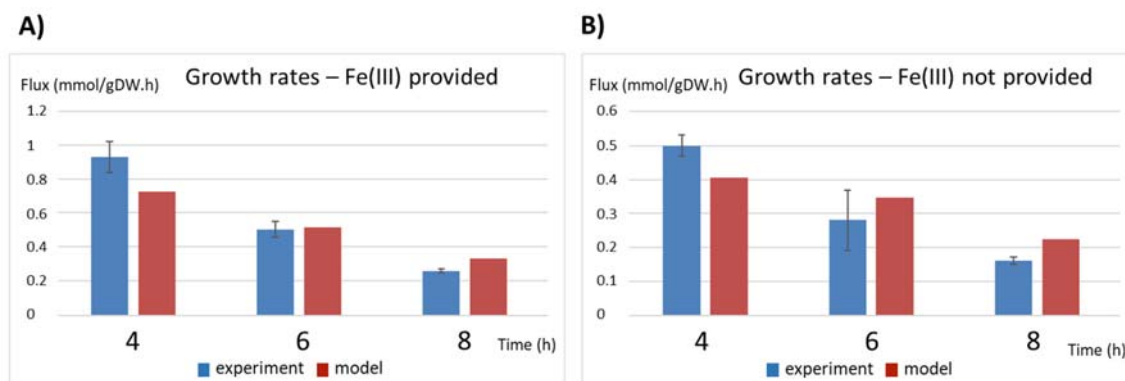 A)
Flux (mmol/gDW.h)
Growth rates – Fe(III) provided
1.2
1
0.8
0.6
0.4
0.2
0
4
6
8
Time (h)
experiment
model
B)
Flux (mmol/gDW.h)
Growth rates – Fe(III) not provided
0.6
0.5
0.4
0.3
0.2
0.1
0
4
6
8
Time (h)
experiment
model